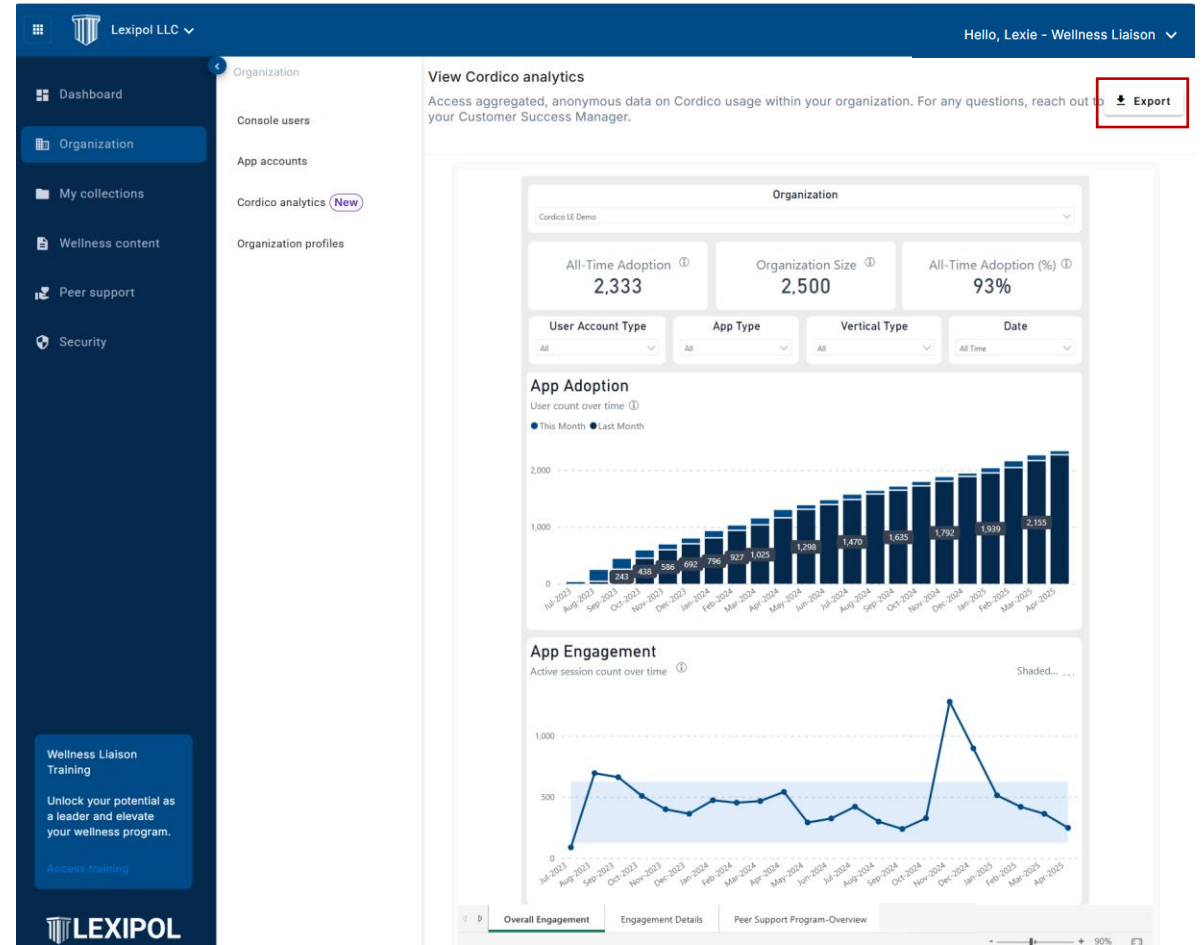 Lexipol LLC
Hello, Lexie - Wellness Liaison
Dashboard
Organization
My collections
Wellness content
Peer support
Security
Wellness Liaison
Training
Unlock your potential as
a leader and elevate
your wellness program.
Access training
LEXIPOL
Organization
Console users
App accounts
Cordico analytics New
Organization profiles
View Cordico analytics
Access aggregated, anonymous data on Cordico usage within your organization. For any questions, reach out to
your Customer Success Manager.
Export
Organization
Cordico LE Demo
All-Time Adoption
2,333
Organization Size
2,500
All-Time Adoption (%)
93%
User Account Type
All
App Type
All
Vertical Type
All
Date
All Time
App Adoption
User count over time
This Month Last Month
2,000
1,000
0
243 438 586 692 796 927 1,025 1,298 1,470 1,635 1,792 1,939 2,155
Jul-2023 Aug-2023 Sep-2023 Oct-2023 Nov-2023 Dec-2023 Jan-2024 Feb-2024 Mar-2024 Apr-2024 May-2024 Jun-2024 Jul-2024 Aug-2024 Sep-2024 Oct-2024 Nov-2024 Dec-2024 Jan-2025 Feb-2025 Mar-2025 Apr-2025
App Engagement
Active session count over time
Shaded... ...
1,000
500
0
Jul-2023 Aug-2023 Sep-2023 Oct-2023 Nov-2023 Dec-2023 Jan-2024 Feb-2024 Mar-2024 Apr-2024 May-2024 Jun-2024 Jul-2024 Aug-2024 Sep-2024 Oct-2024 Nov-2024 Dec-2024 Jan-2025 Feb-2025 Mar-2025 Apr-2025
Overall Engagement Engagement Details Peer Support Program-Overview
- + 90%